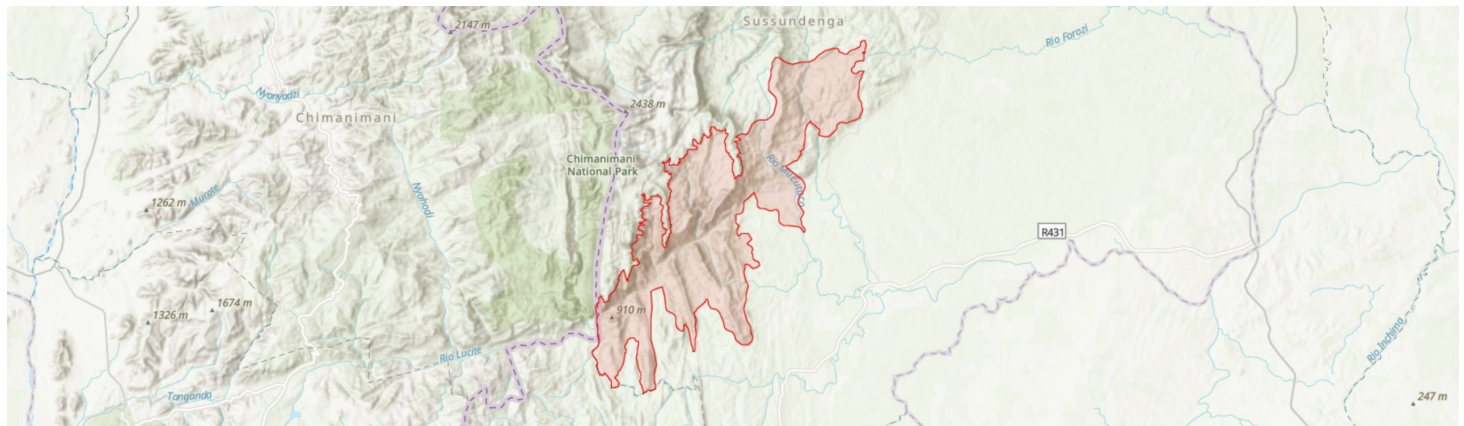 Sussundenga
2147 m
Rio Forozi
Nyanyadzi
2438 m
Chimanimani
Chimanimani
National Park
Nyahodi
Murate
1262 m
R431
1674 m
1326 m
910 m
Rio Lucite
Rio Inchima
Tanganda
247 m